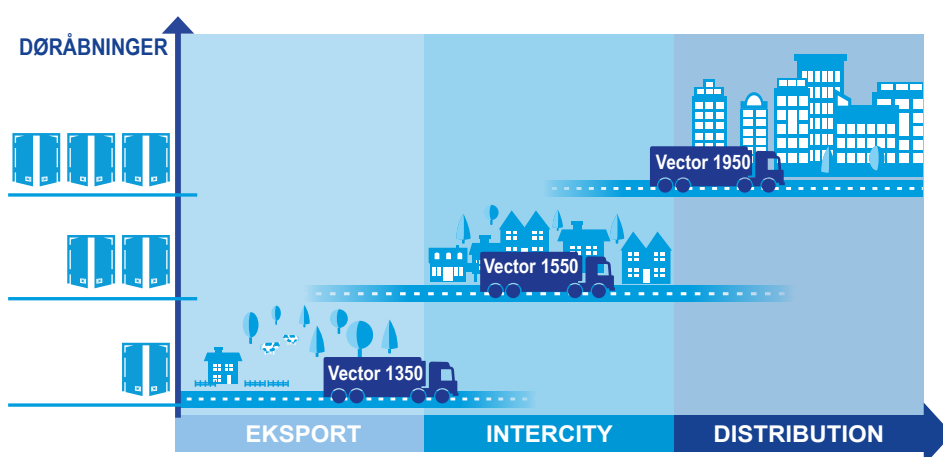 DØRÅBNINGER
Vector 1950
Vector 1550
Vector 1350
EKSPORT
INTERCITY
DISTRIBUTION